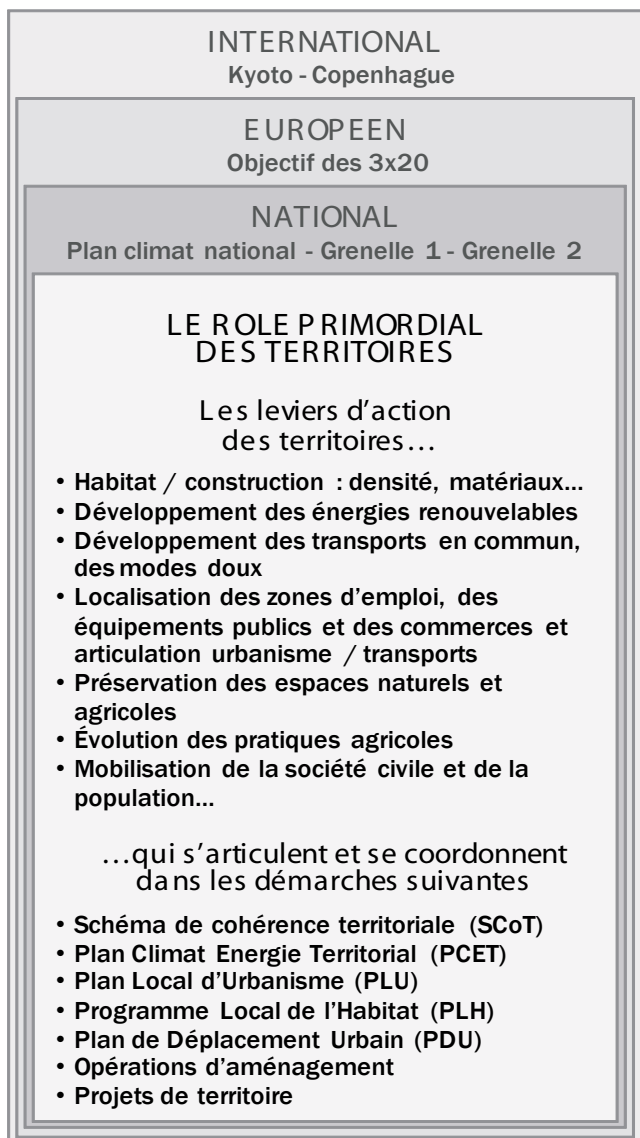 INTERNATIONAL
Kyoto - Copenhague
EUROPEEN
Objectif des 3x20
NATIONAL
Plan climat national - Grenelle 1 - Grenelle 2
LE ROLE PRIMORDIAL
DES TERRITOIRES
Les leviers d’action
des territoires…
• Habitat / construction : densité, matériaux…
• Développement des énergies renouvelables
• Développement des transports en commun,
des modes doux
• Localisation des zones d’emploi, des
équipements publics et des commerces et
articulation urbanisme / transports
• Préservation des espaces naturels et
agricoles
• Évolution des pratiques agricoles
• Mobilisation de la société civile et de la
population…
…qui s’articulent et se coordonnent
dans les démarches suivantes
• Schéma de cohérence territoriale (SCoT)
• Plan Climat Energie Territorial (PCET)
• Plan Local d’Urbanisme (PLU)
• Programme Local de l’Habitat (PLH)
• Plan de Déplacement Urbain (PDU)
• Opérations d’aménagement
• Projets de territoire